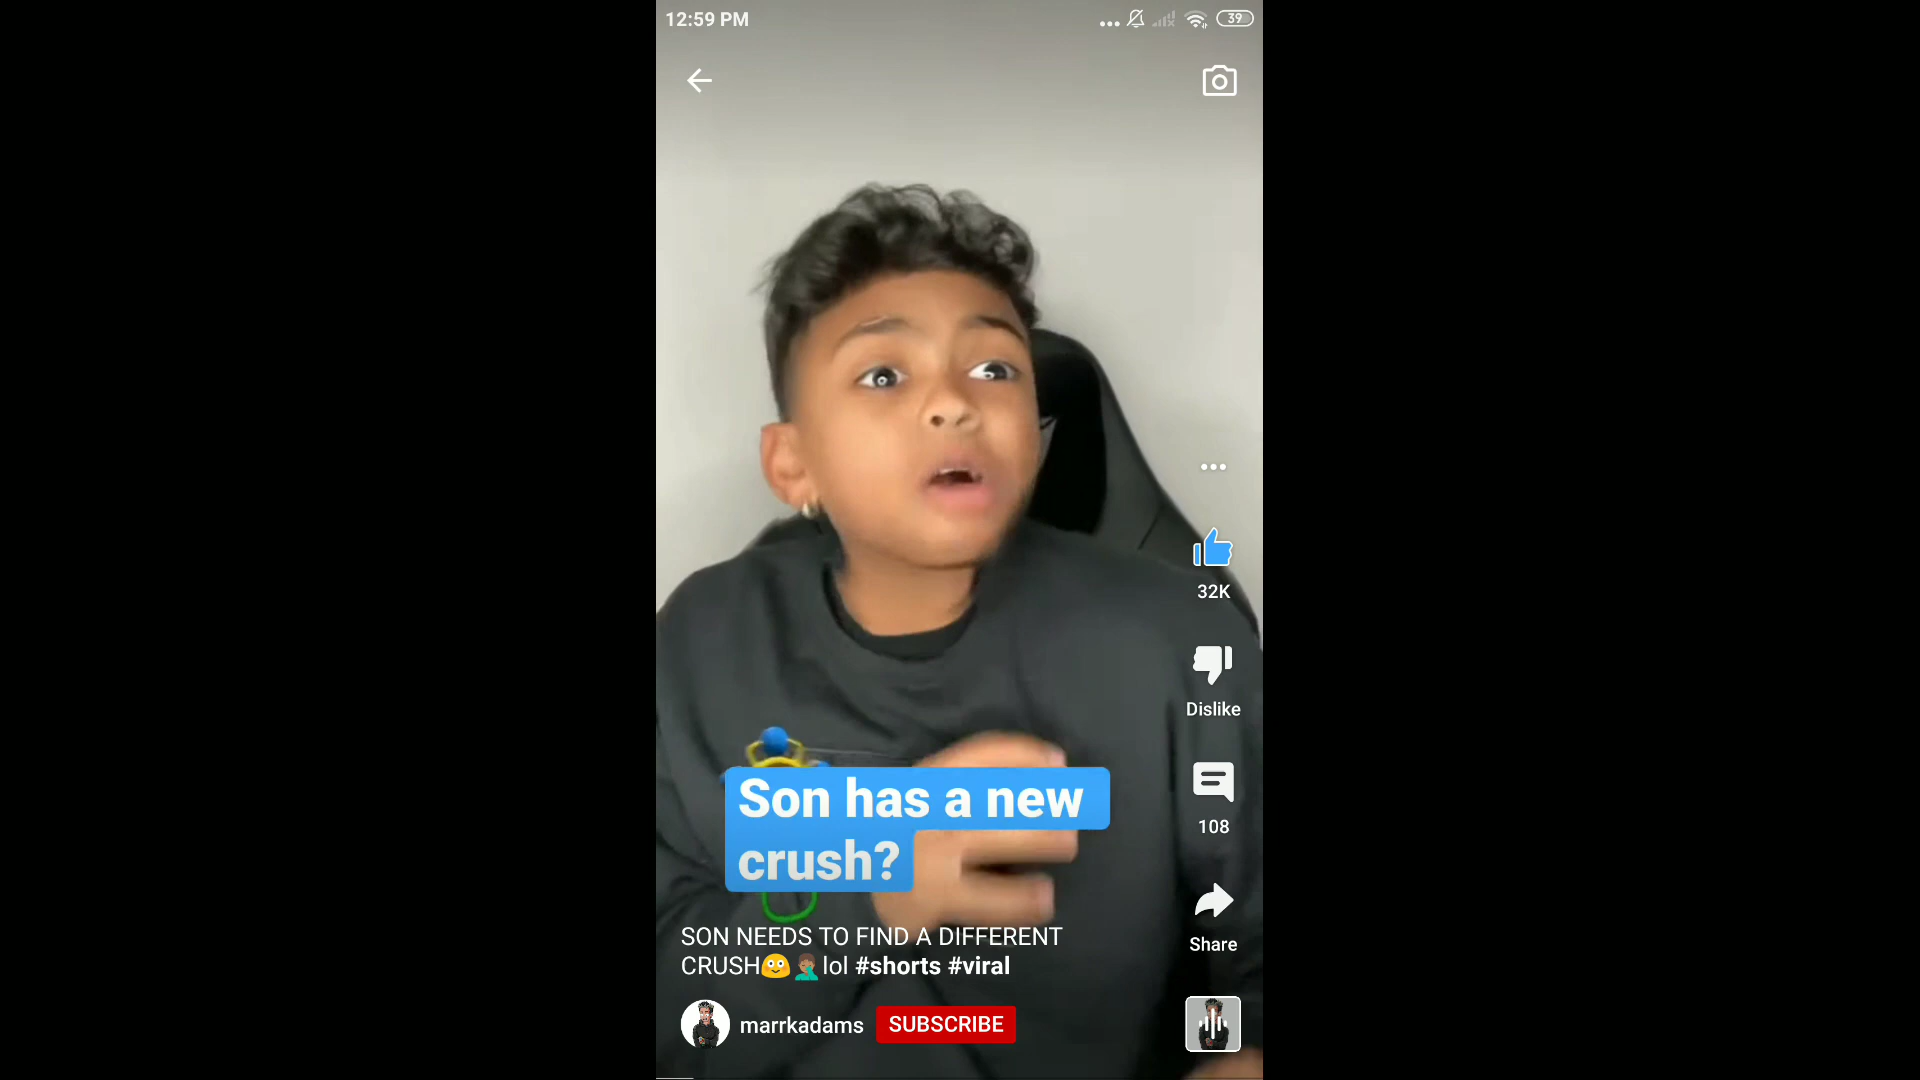 12:59 PM
39
32K
Dislike
108
Son has a new
crush?
SON NEEDS TO FIND A DIFFERENT
CRUSH😳🤦🏽‍♂️lol #shorts #viral
Share
marrkadams
SUBSCRIBE